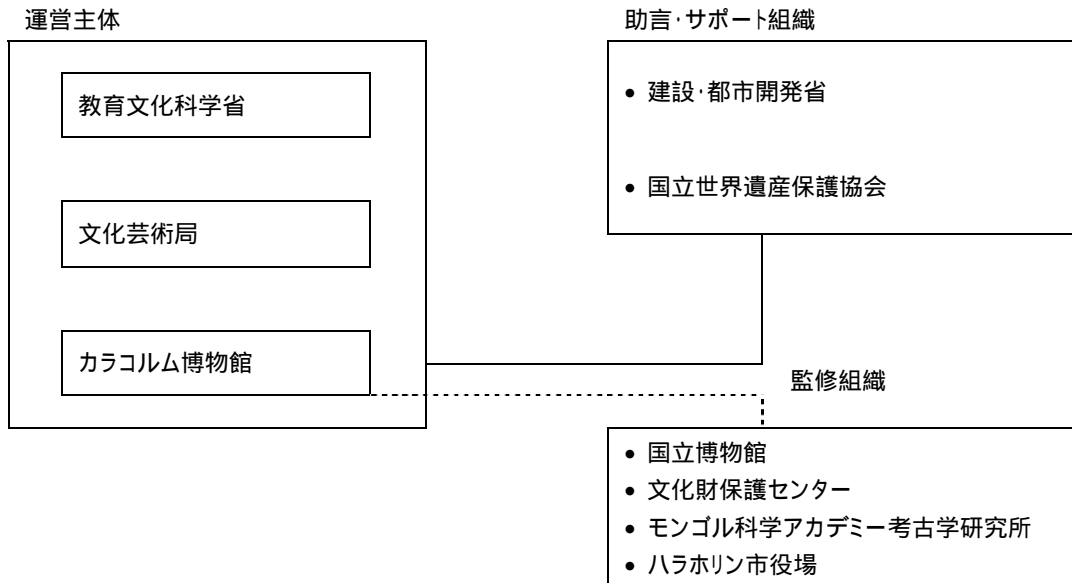 運営主体
教育文化科学省
文化芸術局
カラコルム博物館
助言・サポート組織
• 建設・都市開発省
• 国立世界遺産保護協会
監修組織
• 国立博物館
• 文化財保護センター
• モンゴル科学アカデミー考古学研究所
• ハラホリン市役場